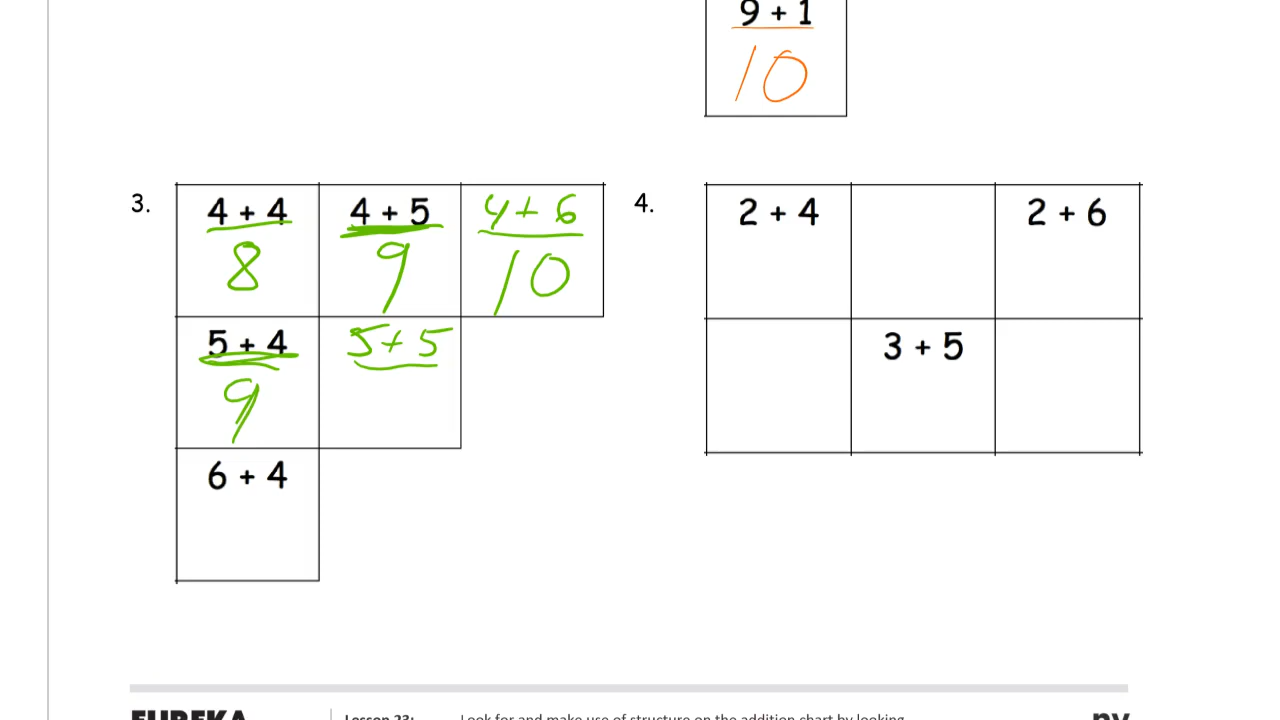 9 + 1
10
3.
4 + 4
4 + 5
4 + 6
8
9
10
5 + 4
5 + 5
9
6 + 4
4.
2 + 4
2 + 6
3 + 5
EUREKA
Lesson 23:
Look for and make use of structure on the addition chart by looking
ny